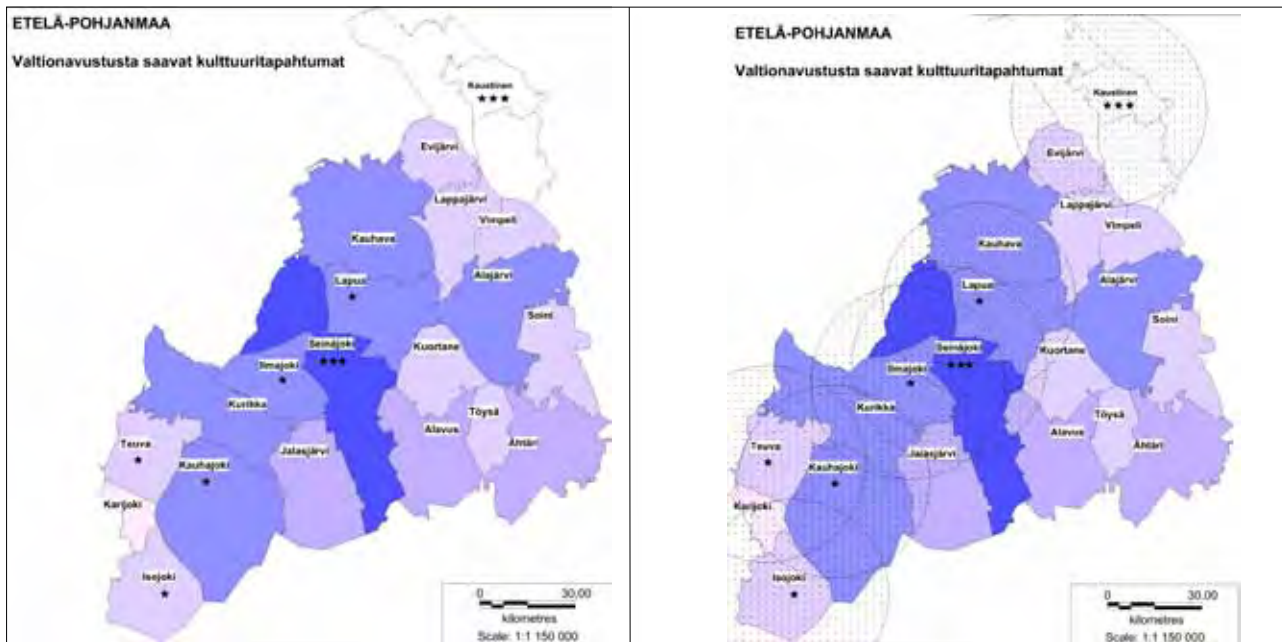 ETELÄ-POHJANMAA
Valtionavustusta saavat kulttuuritapahtumat
Kaustinen
★★★
Evijärvi
Lappajärvi
Vimpeli
Kauhava
Alajärvi
Lapua
★
Soini
Seinäjoki
★★★
Kuortane
Ilmajoki
★
Kurikka
Töysä
Alavus
Ähtäri
Teuva
★
Jalasjärvi
Kauhajoki
★
Karijoki
Isojoki
★
0 30,00
kilometres
Scale: 1:1 150 000
ETELÄ-POHJANMAA
Valtionavustusta saavat kulttuuritapahtumat
Kaustinen
★★★
Evijärvi
Lappajärvi
Vimpeli
Kauhava
Alajärvi
Lapua
★
Soini
Seinäjoki
★★★
Kuortane
Ilmajoki
★
Kurikka
Töysä
Alavus
Ähtäri
Teuva
★
Jalasjärvi
Kauhajoki
★
Karijoki
Isojoki
★
0 30,00
kilometres
Scale: 1:1 150 000